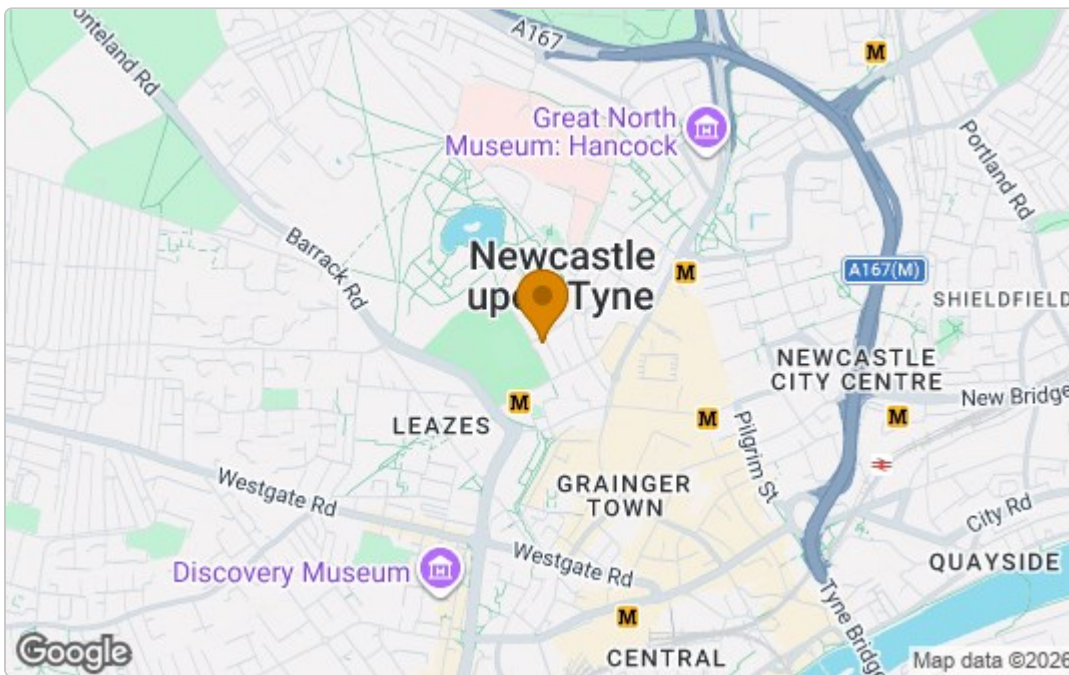 A167
onteland Rd
M
Great North
Museum: Hancock
Portland Rd
Barrack Rd
Newcastle
upon Tyne
M
A167(M)
SHIELDFIELD
NEWCASTLE
CITY CENTRE
M
New Bridge
M
M
LEAZES
Pilgrim St
Westgate Rd
GRAINGER
TOWN
City Rd
Westgate Rd
QUAYSIDE
Discovery Museum
Tyne Bridge
M
Google
CENTRAL
Map data ©2026